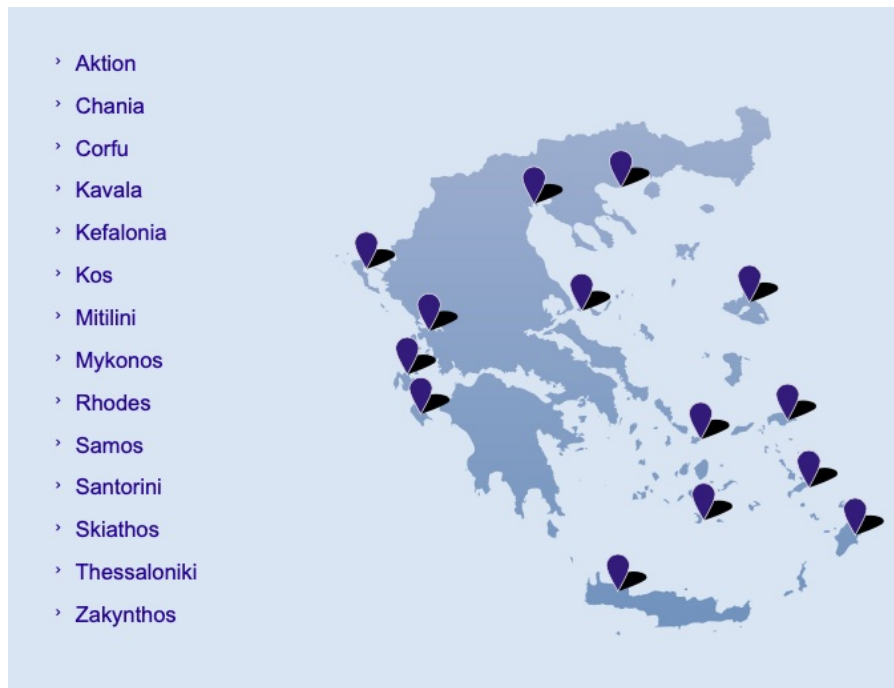 Aktion
Chania
Corfu
Kavala
Kefalonia
Kos
Mitilini
Mykonos
Rhodes
Samos
Santorini
Skiathos
Thessaloniki
Zakynthos